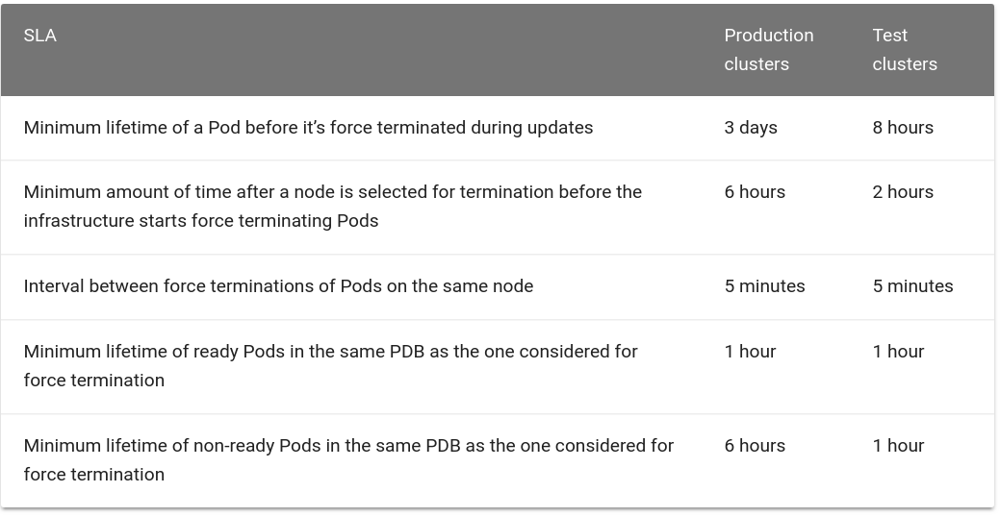 SLA Production Test
clusters clusters
Minimum lifetime of a Pod before it’s force terminated during updates 3 days 8 hours
Minimum amount of time after a node is selected for termination before the 6 hours 2 hours
infrastructure starts force terminating Pods
Interval between force terminations of Pods on the same node 5 minutes 5 minutes
Minimum lifetime of ready Pods in the same PDB as the one considered for 1 hour 1 hour
force termination
Minimum lifetime of non-ready Pods in the same PDB as the one considered for 6 hours 1 hour
force termination